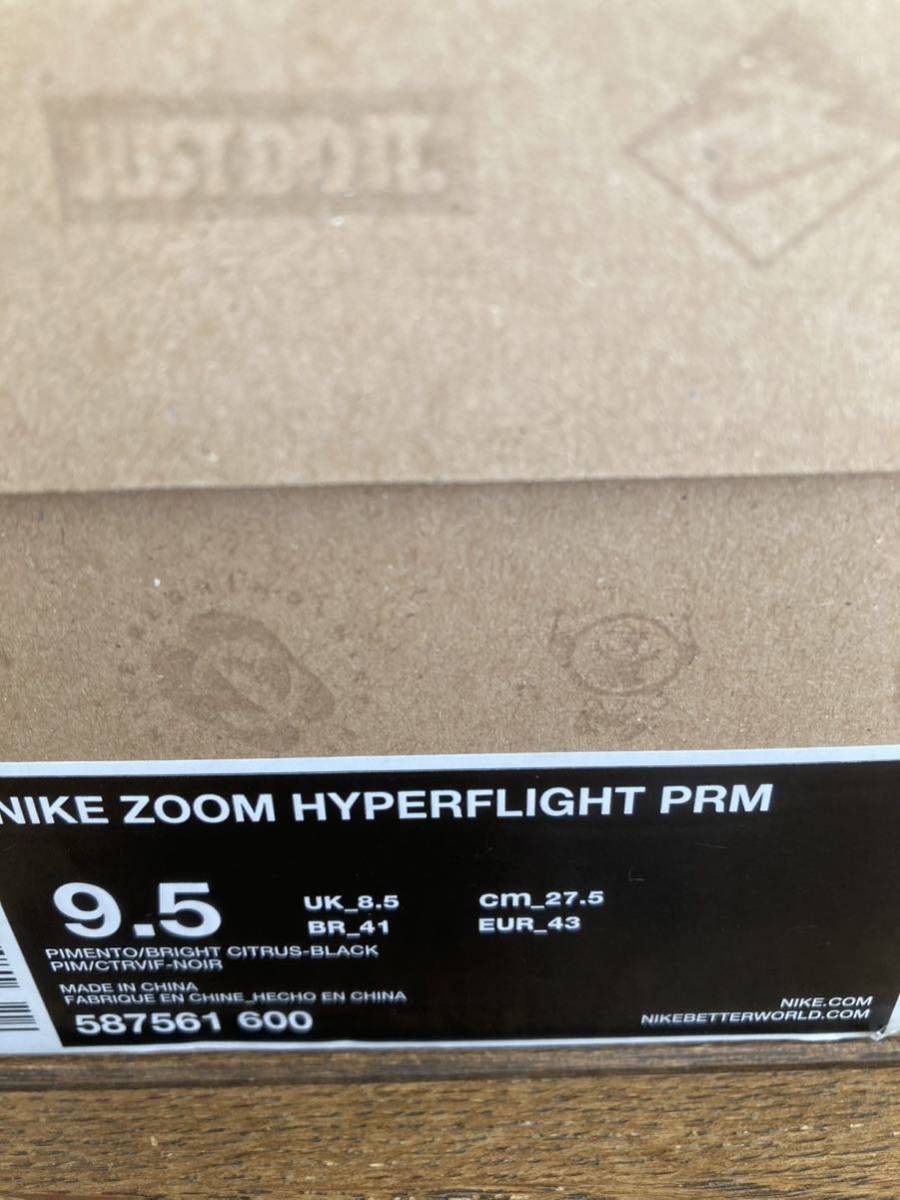 JUST DO IT.
NIKE ZOOM HYPERFLIGHT PRM
9.5
UK_8.5 cm_27.5
BR_41 EUR_43
PIMENTO/BRIGHT CITRUS-BLACK
PIM/CTRVIF-NOIR
MADE IN CHINA
FABRIQUE EN CHINE_HECHO EN CHINA
587561 600
NIKE.COM
NIKEBETTERWORLD.COM